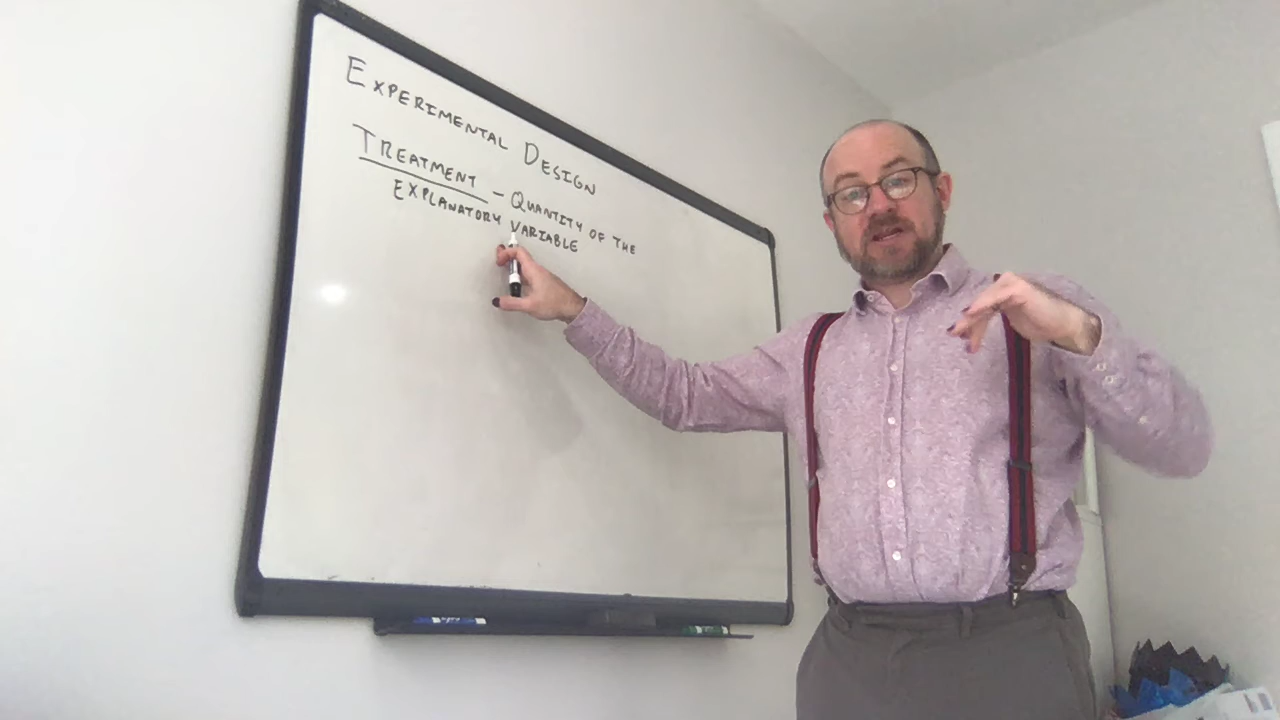 EXPERIMENTAL DESIGN
TREATMENT - QUANTITY OF THE
EXPLANATORY VARIABLE